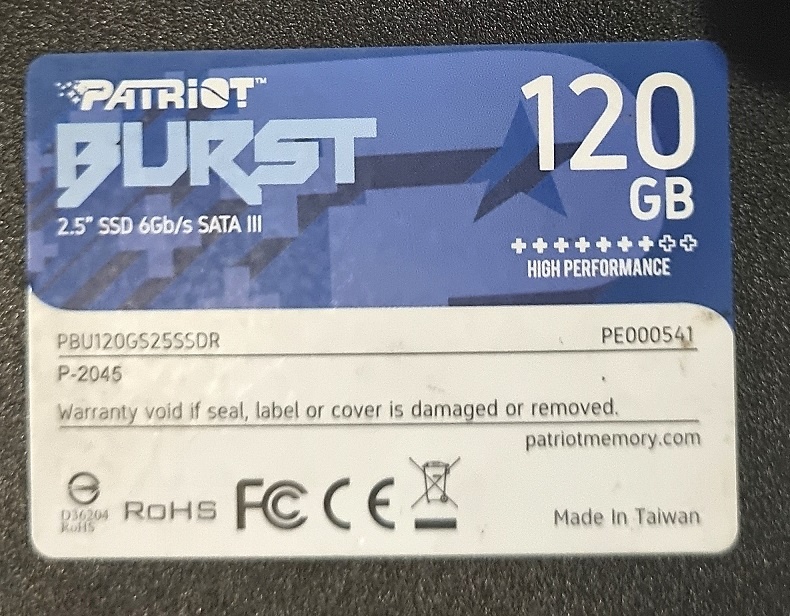 PATRIOT™
BURST
2.5" SSD 6Gb/s SATA III
120
GB
HIGH PERFORMANCE
PBU120GS25SSDR PE000541
P-2045
Warranty void if seal, label or cover is damaged or removed.
patriotmemory.com
D36204
RoHS
RoHS FC CE
Made In Taiwan